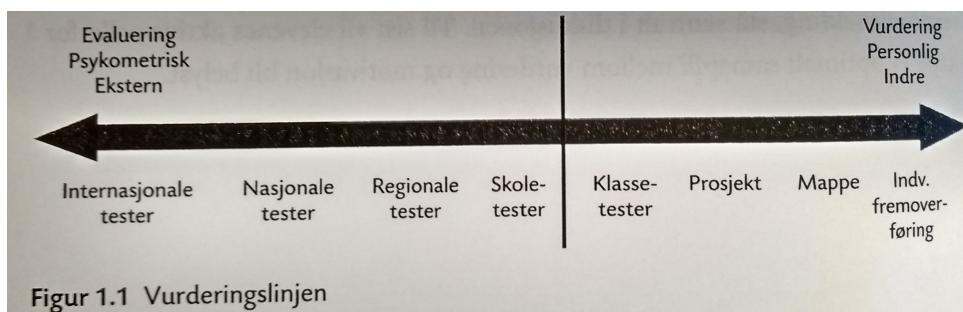 Evaluering
Psykometrisk
Ekstern
Vurdering
Personlig
Indre
Internasjonale
tester
Nasjonale
tester
Regionale
tester
Skole-
tester
Klasse-
tester
Prosjekt
Mappe
Indv.
fremover-
føring
Figur 1.1 Vurderingslinjen